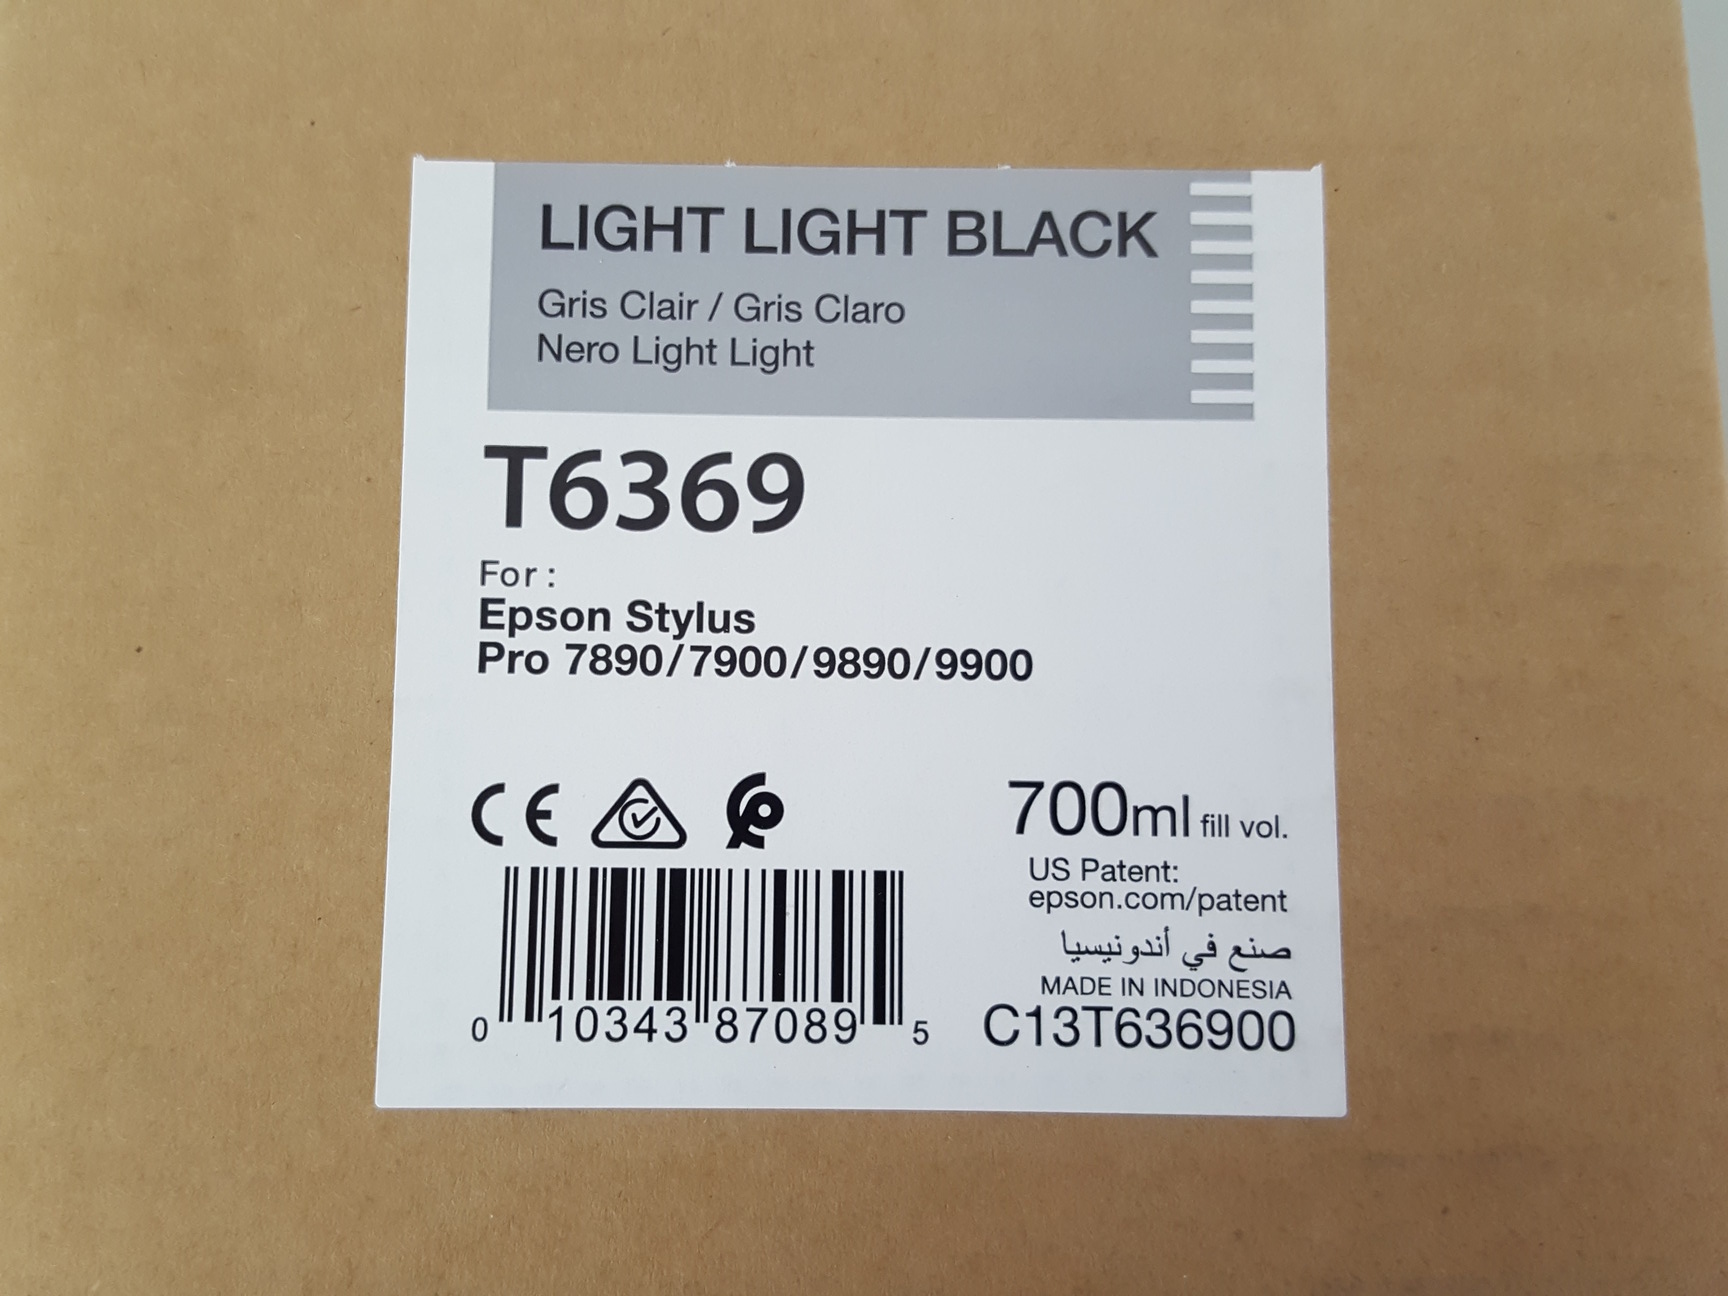 LIGHT LIGHT BLACK
Gris Clair / Gris Claro
Nero Light Light
T6369
For :
Epson Stylus
Pro 7890/7900/9890/9900
CE
700ml fill vol.
US Patent:
epson.com/patent
صنع في أندونيسيا
MADE IN INDONESIA
0 10343 87089 5
C13T636900